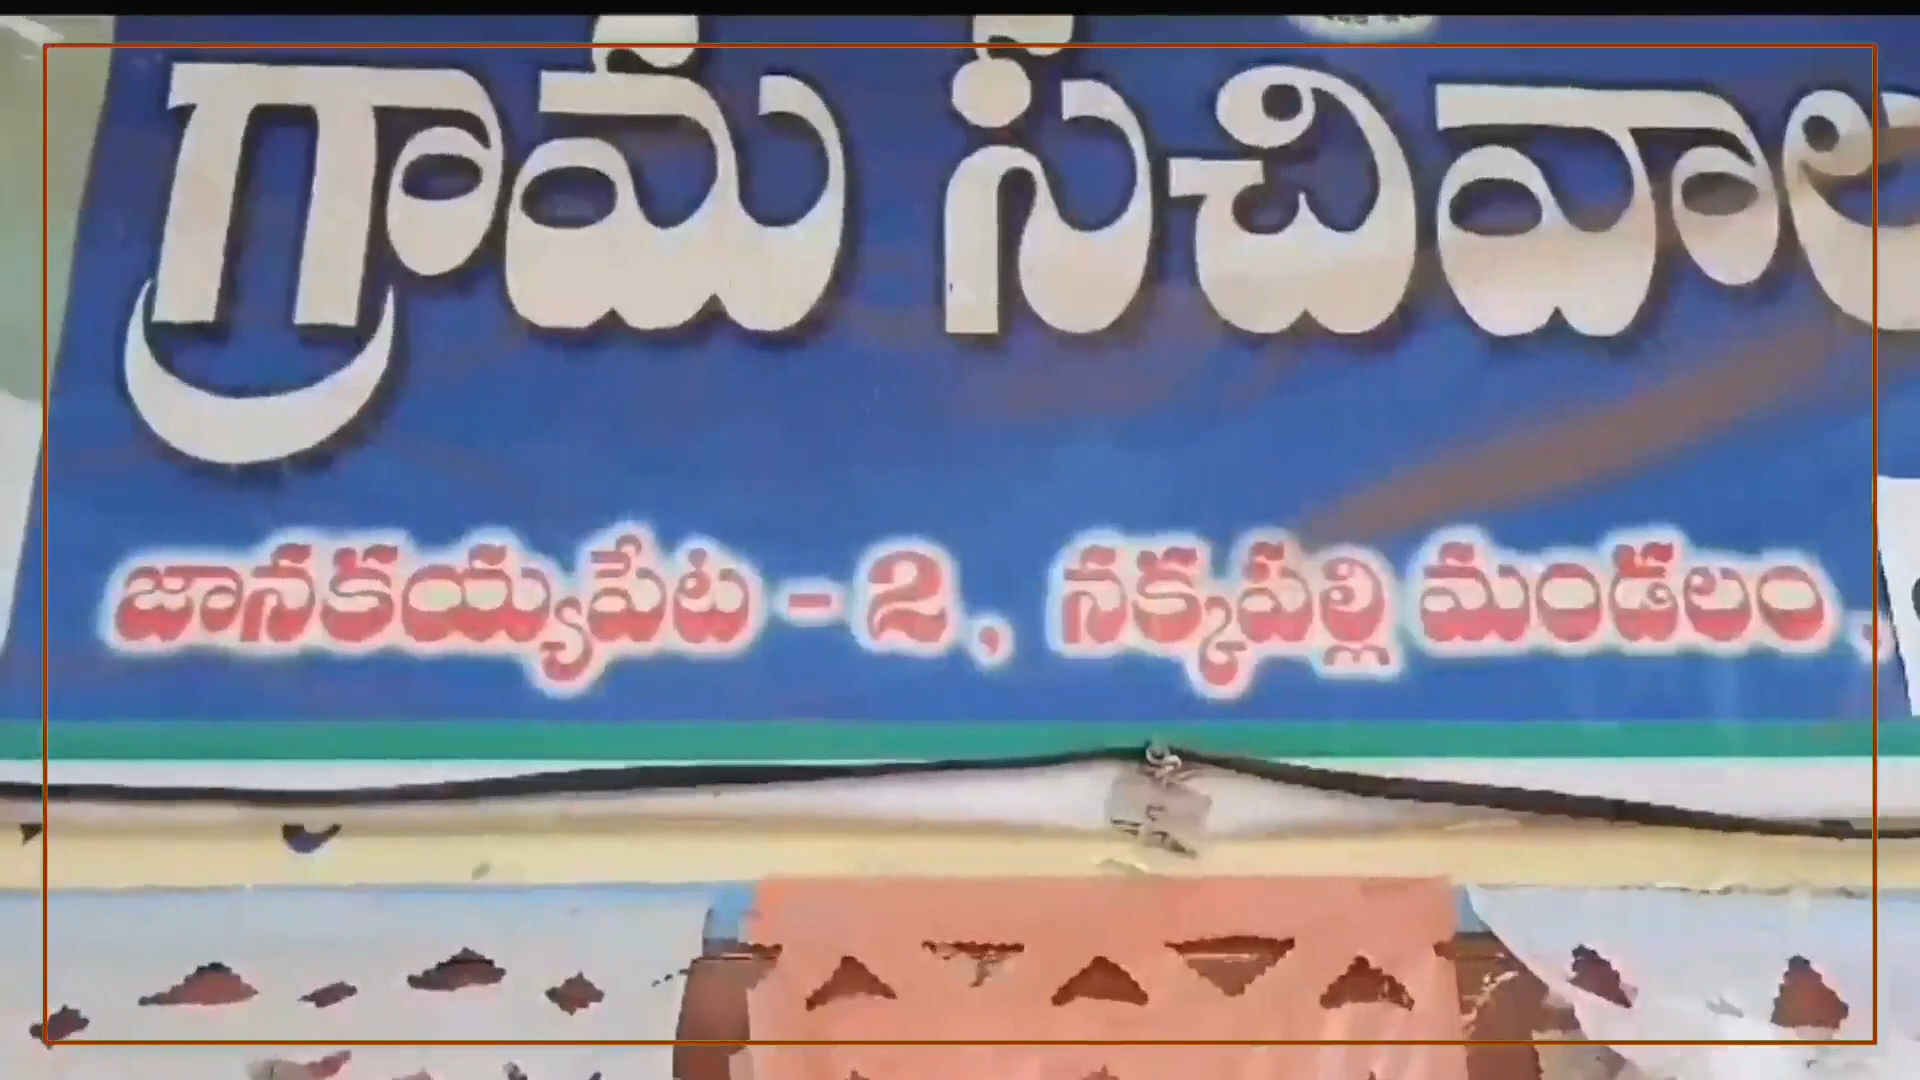 గ్రామ సచివాల
జానకయ్యపేట - 2, నక్కపల్లి మండలం,